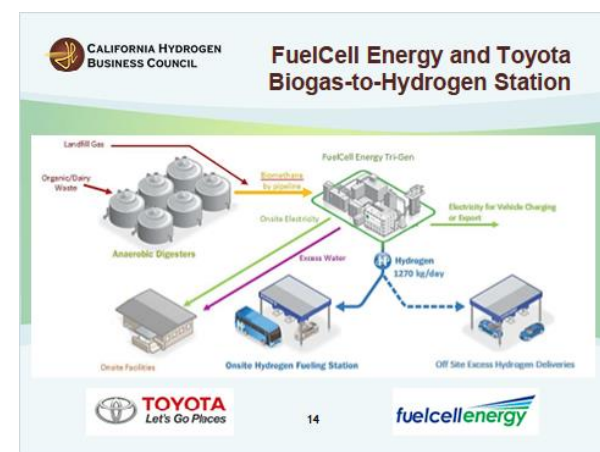 CALIFORNIA HYDROGEN
BUSINESS COUNCIL
FuelCell Energy and Toyota
Biogas-to-Hydrogen Station
Landfill Gas
Organic/Dairy
Waste
Biomethane
by pipeline
FuelCell Energy Tri-Gen
Onsite Electricity
Electricity for Vehicle Charging
or Export
Anaerobic Digesters
Excess Water
H
Hydrogen
1270 kg/day
Onsite Facilities
Onsite Hydrogen Fueling Station
Off Site Excess Hydrogen Deliveries
TOYOTA
Let's Go Places
14
fuelcellenergy